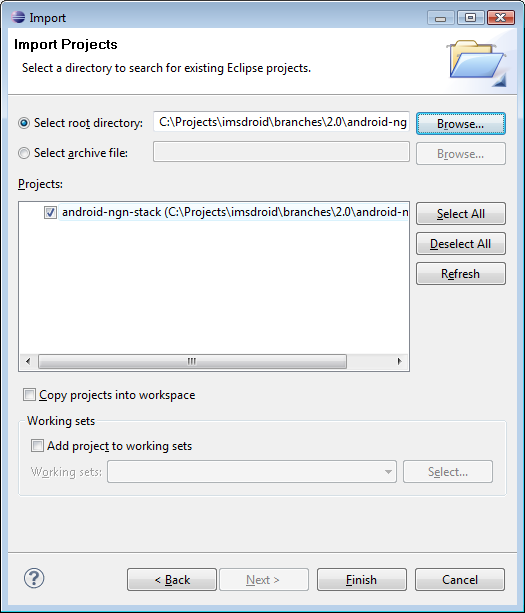 Import
Import Projects
Select a directory to search for existing Eclipse projects.
Select root directory: C:\Projects\imsdroid\branches\2.0\android-ng Browse...
Select archive file: Browse...
Projects:
android-ngn-stack (C:\Projects\imsdroid\branches\2.0\android-n
Select All
Deselect All
Refresh
Copy projects into workspace
Working sets
Add project to working sets
Working sets: Select...
? < Back Next > Finish Cancel